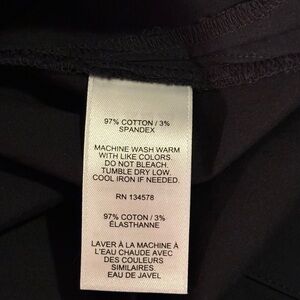 97% COTTON / 3%
SPANDEX
MACHINE WASH WARM
WITH LIKE COLORS.
DO NOT BLEACH.
TUMBLE DRY LOW.
COOL IRON IF NEEDED.
RN 134578
97% COTON / 3%
ÉLASTHANNE
LAVER À LA MACHINE À
L'EAU CHAUDE AVEC
DES COULEURS
SIMILAIRES
EAU DE JAVEL